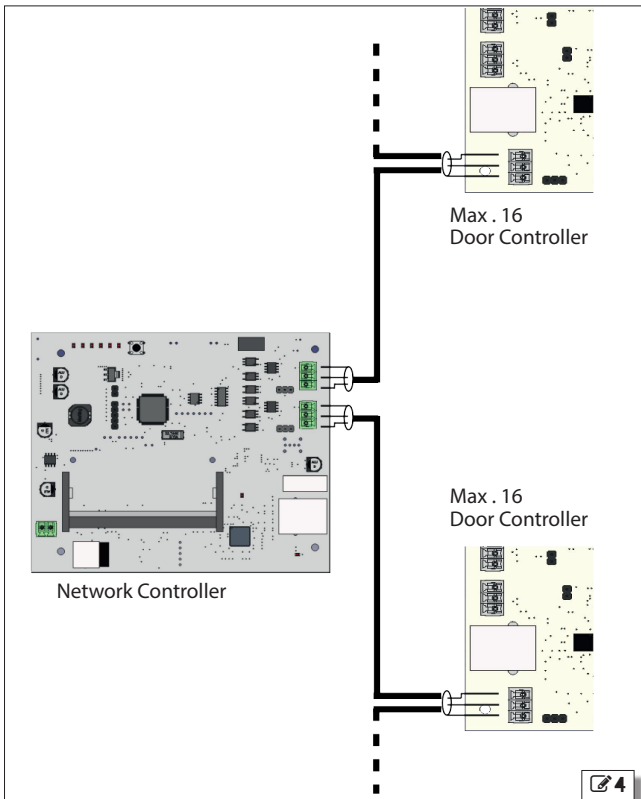 Max . 16
Door Controller
Network Controller
Max . 16
Door Controller
4